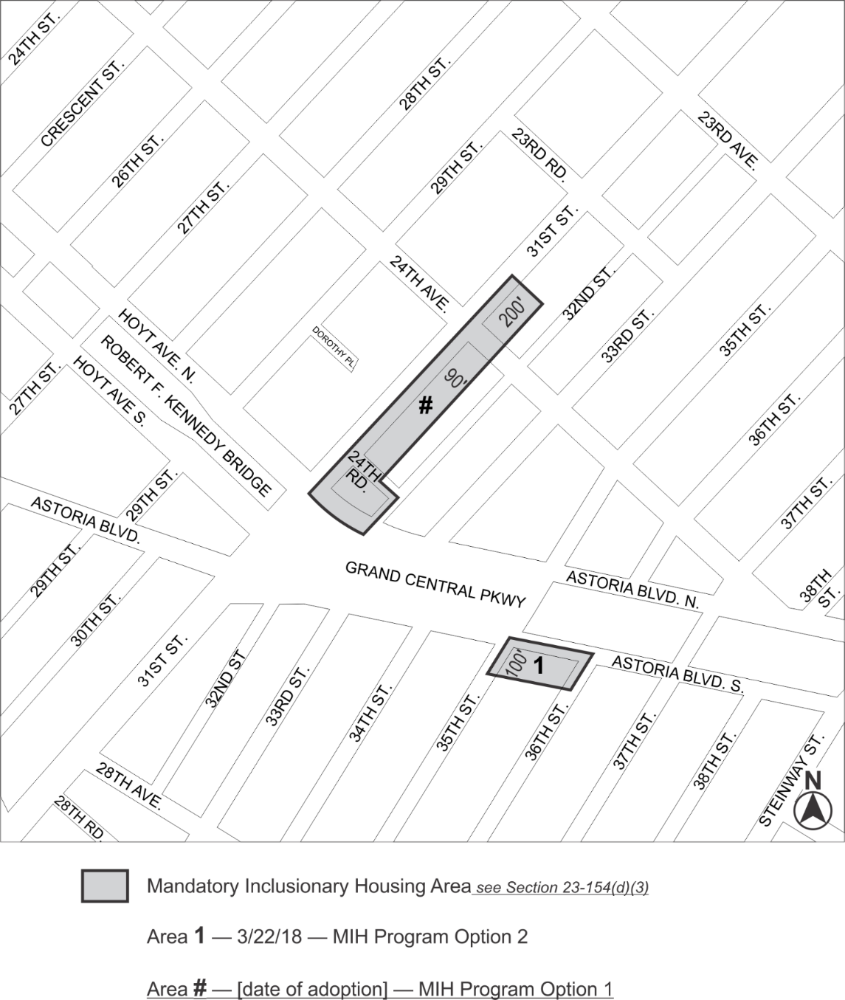 24TH ST.
CRESCENT ST.
28TH ST.
26TH ST.
23RD AVE.
23RD RD.
29TH ST.
27TH ST.
31ST ST.
24TH AVE.
32ND ST.
200'
33RD ST.
35TH ST.
HOYT AVE. N.
DOROTHY PL.
ROBERT F. KENNEDY BRIDGE
90'
#
27TH ST.
HOYT AVE S.
36TH ST.
24TH
RD.
29TH ST.
37TH ST.
ASTORIA BLVD.
29TH ST.
GRAND CENTRAL PKWY
ASTORIA BLVD. N.
38TH
ST.
30TH ST.
31ST ST.
32ND ST
33RD ST.
100'
1
ASTORIA BLVD. S.
34TH ST.
35TH ST.
36TH ST.
37TH ST.
38TH ST.
STEINWAY ST.
N
28TH AVE.
28TH RD.
Mandatory Inclusionary Housing Area see Section 23-154(d)(3)
Area 1 — 3/22/18 — MIH Program Option 2
Area # — [date of adoption] — MIH Program Option 1